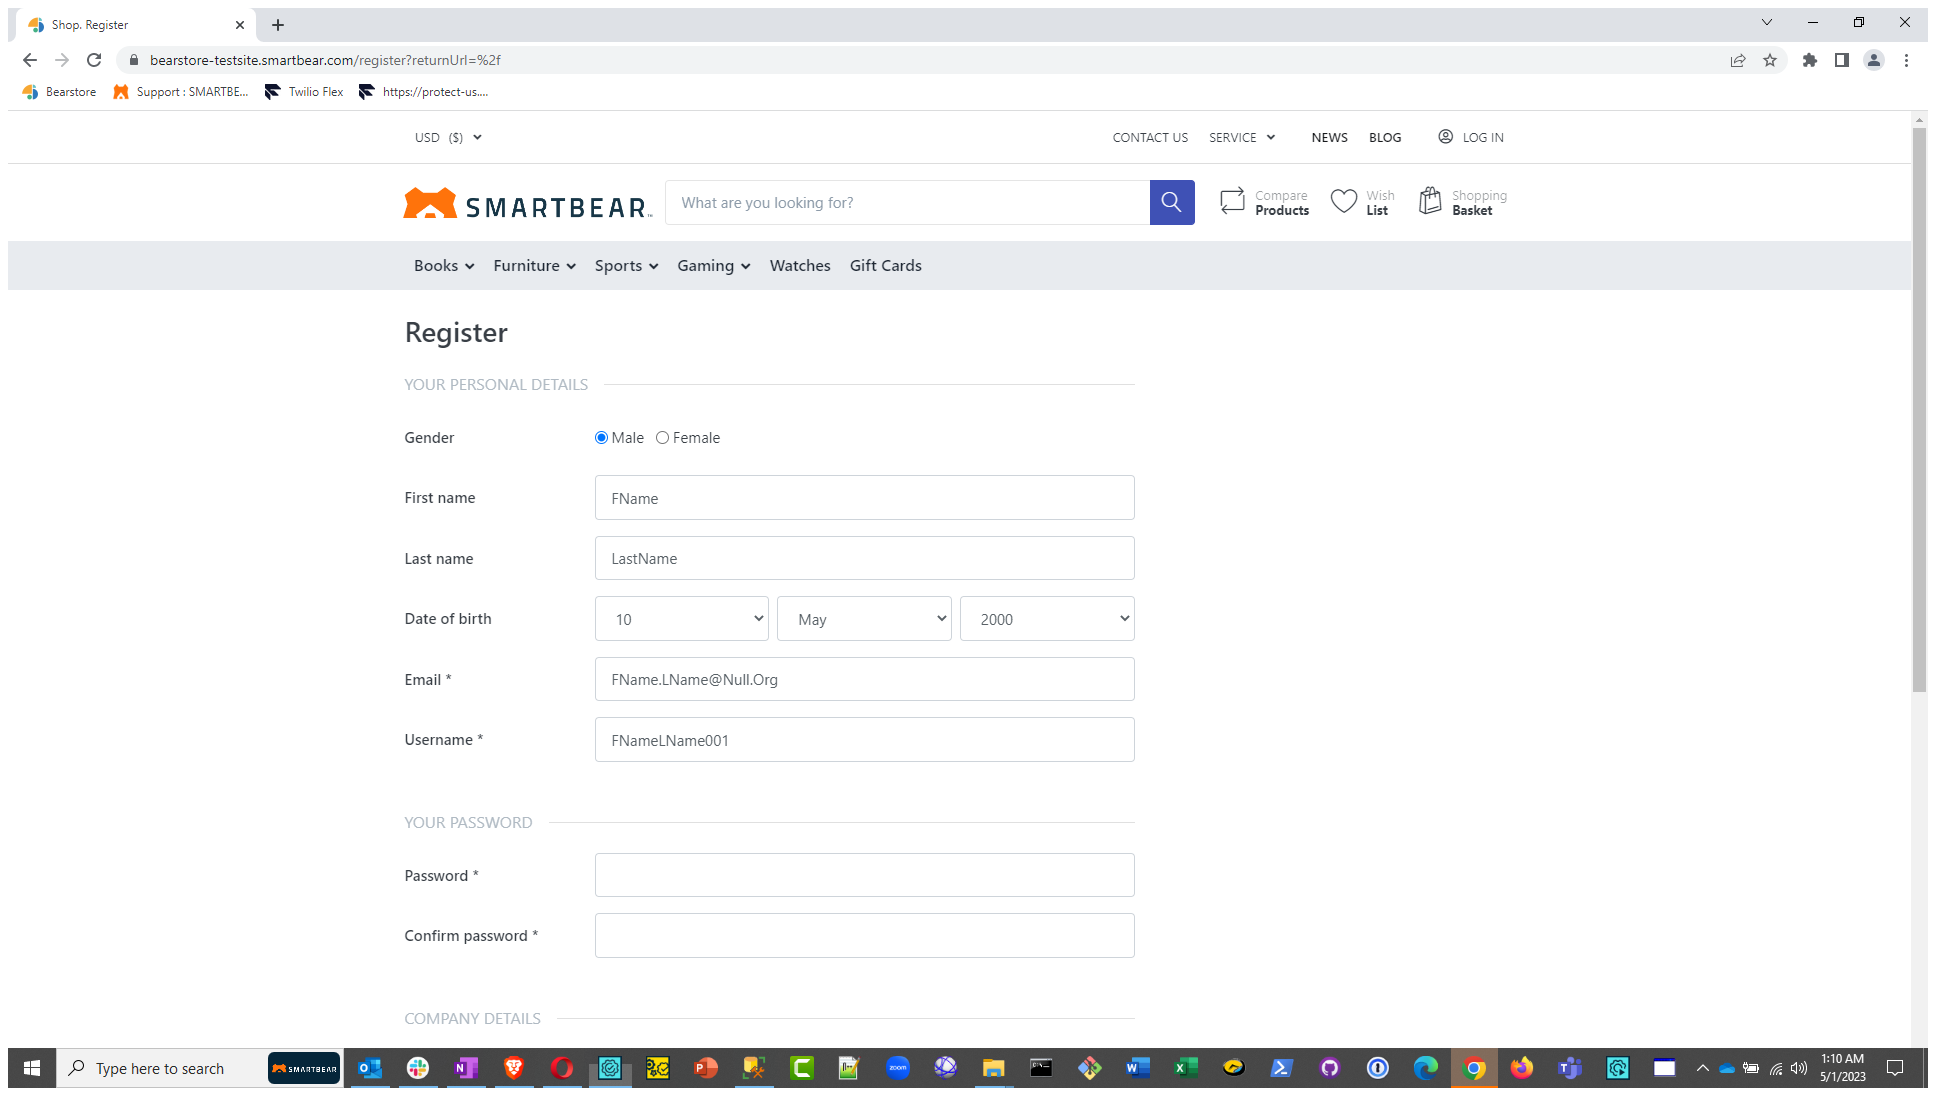 Shop. Register
bearstore-testsite.smartbear.com/register?returnUrl=%2f
Bearstore Support : SMARTBE... Twilio Flex https://protect-us....
USD ($) CONTACT US SERVICE NEWS BLOG LOG IN
SMARTBEAR What are you looking for? Compare Products Wish List Shopping Basket
Books Furniture Sports Gaming Watches Gift Cards
Register
YOUR PERSONAL DETAILS
Gender Male Female
First name FName
Last name LastName
Date of birth 10 May 2000
Email * FName.LName@Null.Org
Username * FNameLName001
YOUR PASSWORD
Password *
Confirm password *
COMPANY DETAILS
Type here to search SMARTBEAR zoom 1:10 AM
5/1/2023